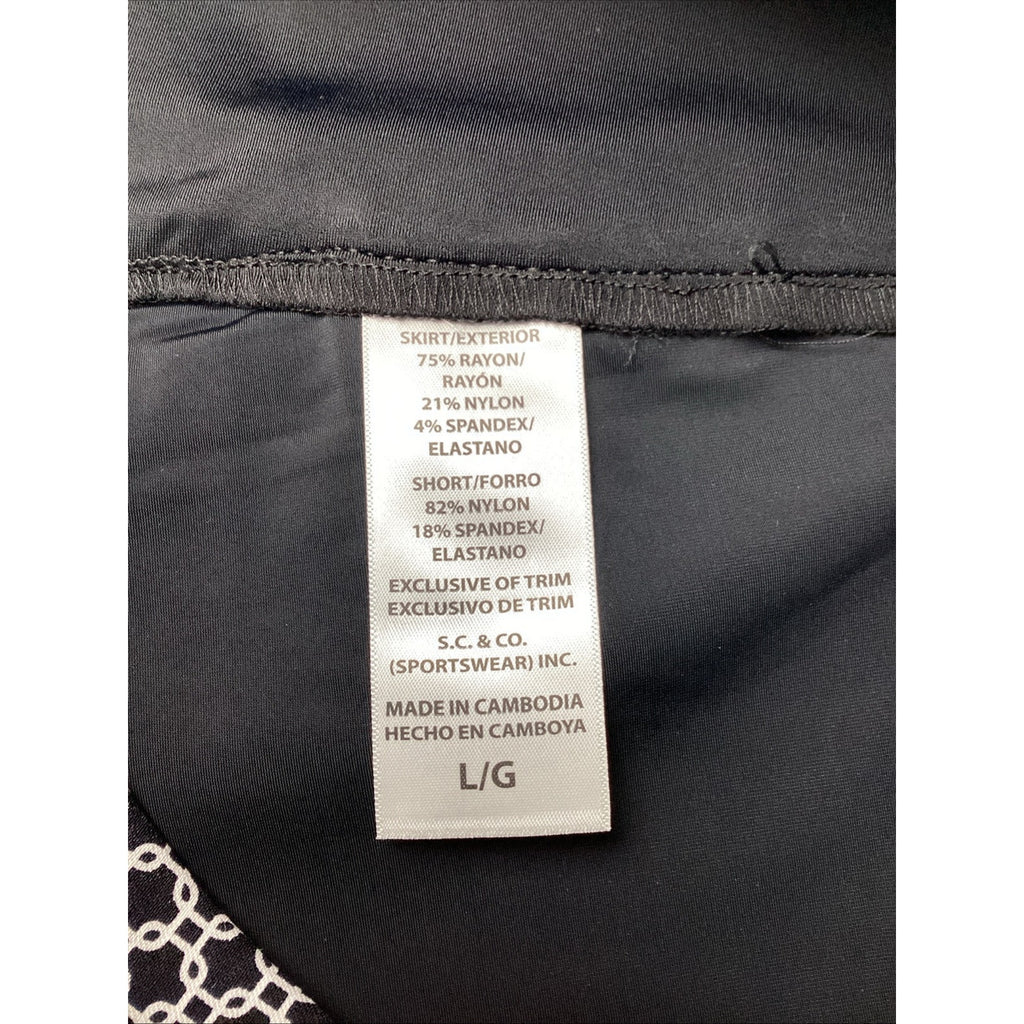 SKIRT/EXTERIOR
75% RAYON/
RAYÓN
21% NYLON
4% SPANDEX/
ELASTANO
SHORT/FORRO
82% NYLON
18% SPANDEX/
ELASTANO
EXCLUSIVE OF TRIM
EXCLUSIVO DE TRIM
S.C. & CO.
(SPORTSWEAR) INC.
MADE IN CAMBODIA
HECHO EN CAMBOYA
L/G